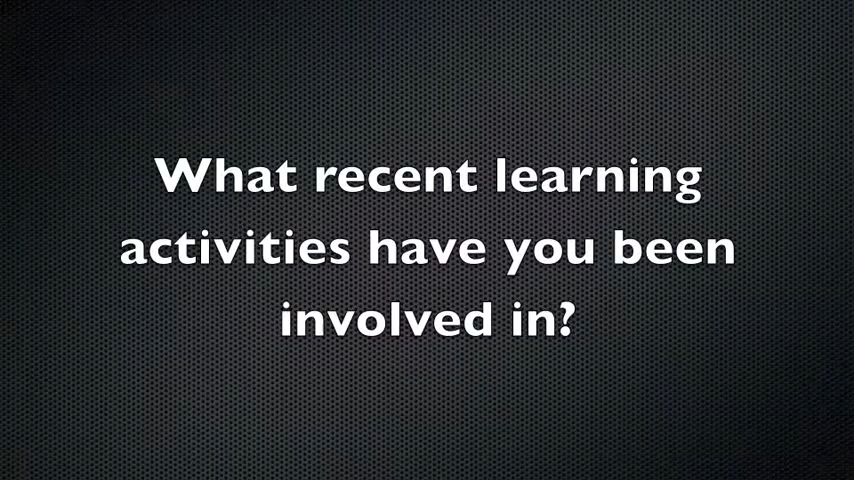 What recent learning
activities have you been
involved in?